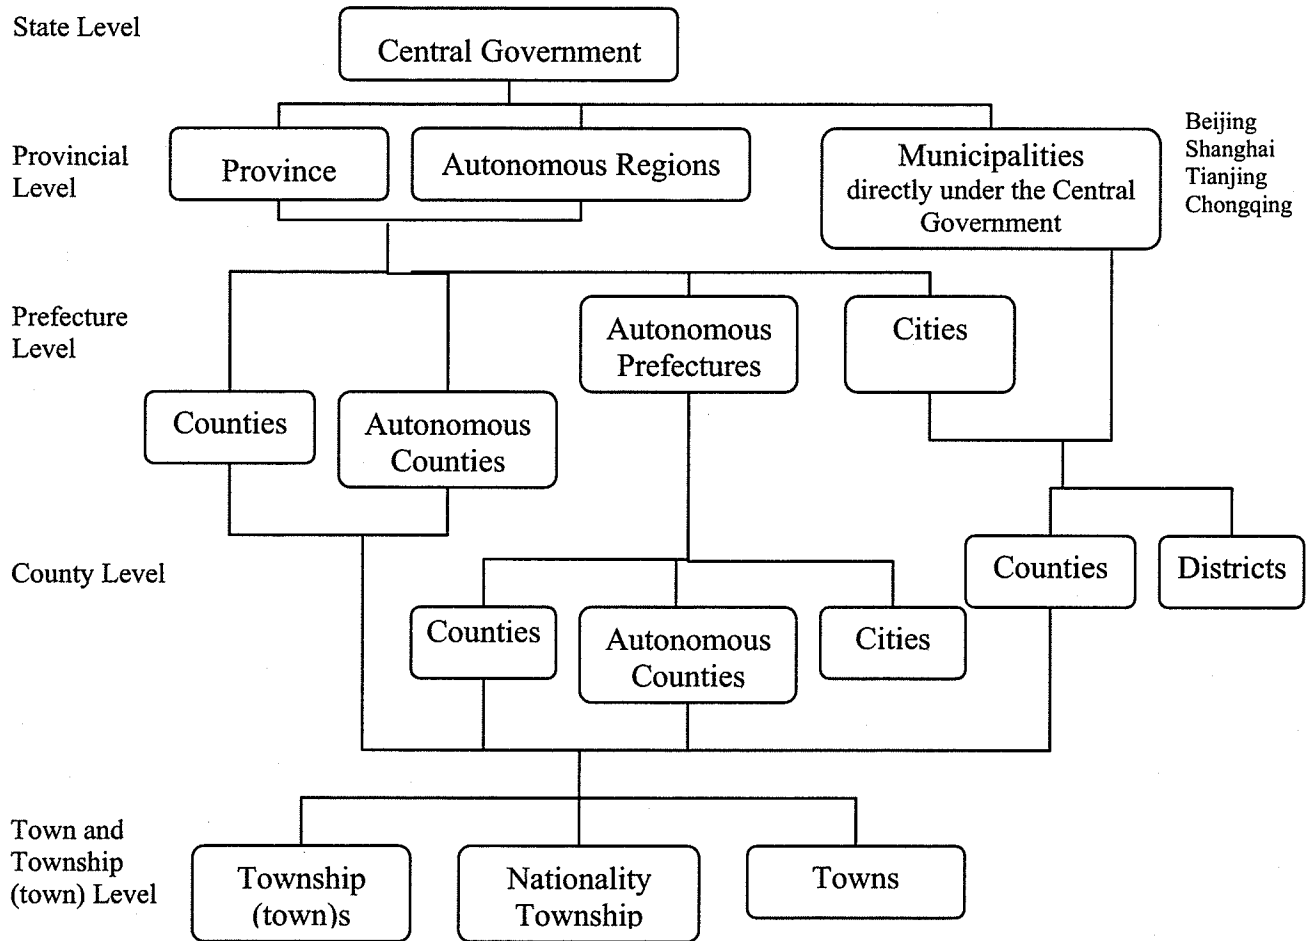 State Level
Central Government
Provincial
Level
Province
Autonomous Regions
Municipalities
directly under the Central
Government
Beijing
Shanghai
Tianjing
Chongqing
Prefecture
Level
Autonomous
Prefectures
Cities
Counties
Autonomous
Counties
County Level
Counties
Districts
Counties
Autonomous
Counties
Cities
Town and
Township
(town) Level
Township
(town)s
Nationality
Township
Towns